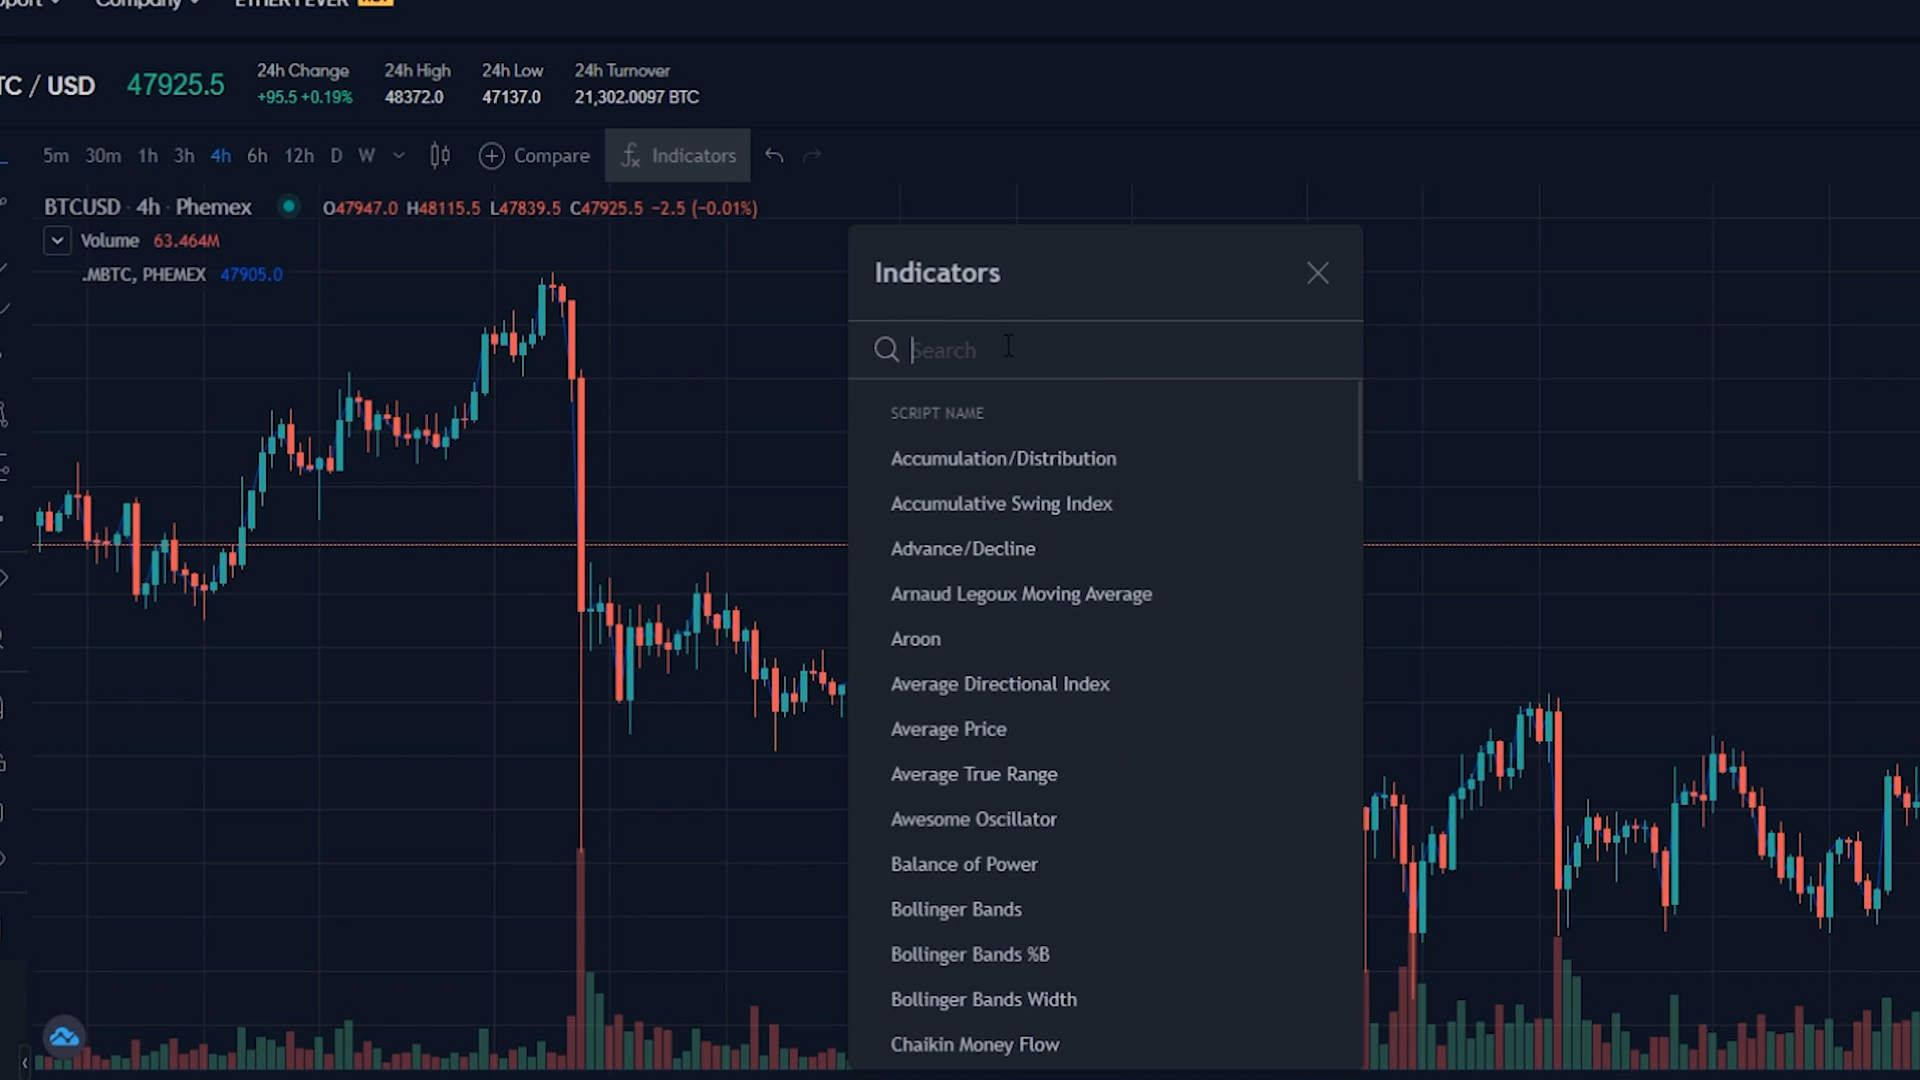 Company
ETHER FEVER
TC / USD
47925.5
24h Change
+95.5 +0.19%
24h High
48372.0
24h Low
47137.0
24h Turnover
21,302.0097 BTC
5m 30m 1h 3h 4h 6h 12h D W
Compare
Indicators
BTCUSD · 4h · Phemex
O47947.0 H48115.5 L47839.5 C47925.5 −2.5 (−0.01%)
Volume 63.464M
.MBTC, PHEMEX 47905.0
Indicators
Search
SCRIPT NAME
Accumulation/Distribution
Accumulative Swing Index
Advance/Decline
Arnaud Legoux Moving Average
Aroon
Average Directional Index
Average Price
Average True Range
Awesome Oscillator
Balance of Power
Bollinger Bands
Bollinger Bands %B
Bollinger Bands Width
Chaikin Money Flow